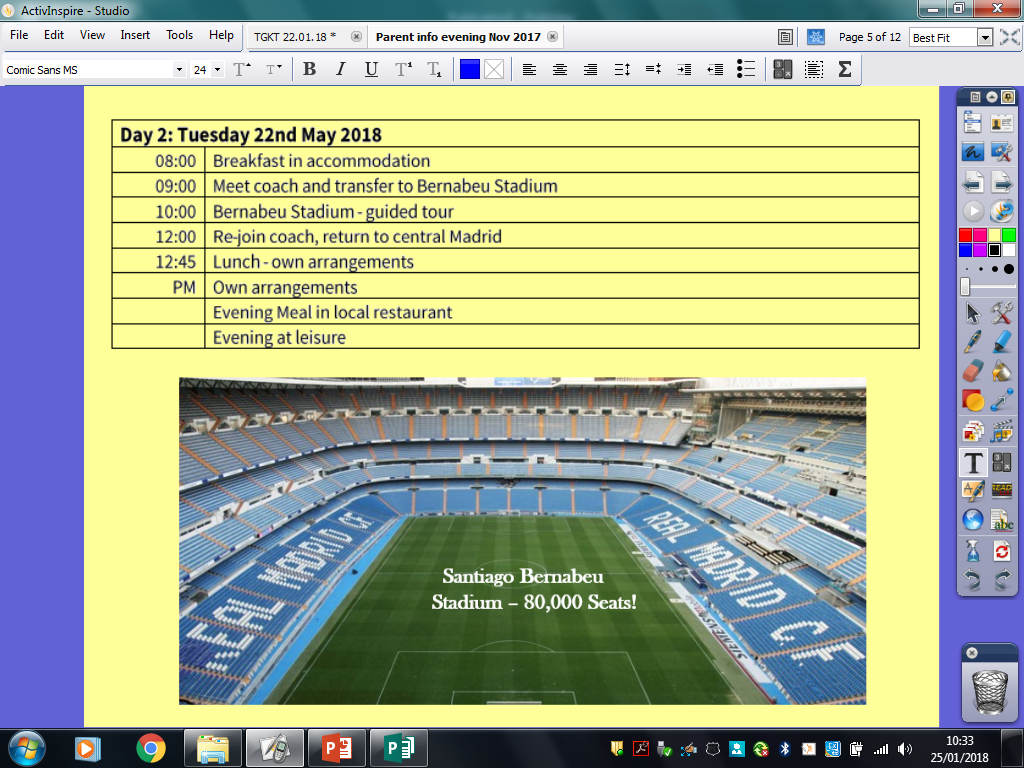 ActivInspire - Studio
File Edit View Insert Tools Help
TGKT 22.01.18 *
Parent info evening Nov 2017
Page 5 of 12
Best Fit
Comic Sans MS
24
Day 2: Tuesday 22nd May 2018
08:00 Breakfast in accommodation
09:00 Meet coach and transfer to Bernabeu Stadium
10:00 Bernabeu Stadium - guided tour
12:00 Re-join coach, return to central Madrid
12:45 Lunch - own arrangements
PM Own arrangements
Evening Meal in local restaurant
Evening at leisure
REAL MADRID CF
REAL MADRID C.F.
Santiago Bernabeu
Stadium – 80,000 Seats!
SIEMENS
10:33
25/01/2018